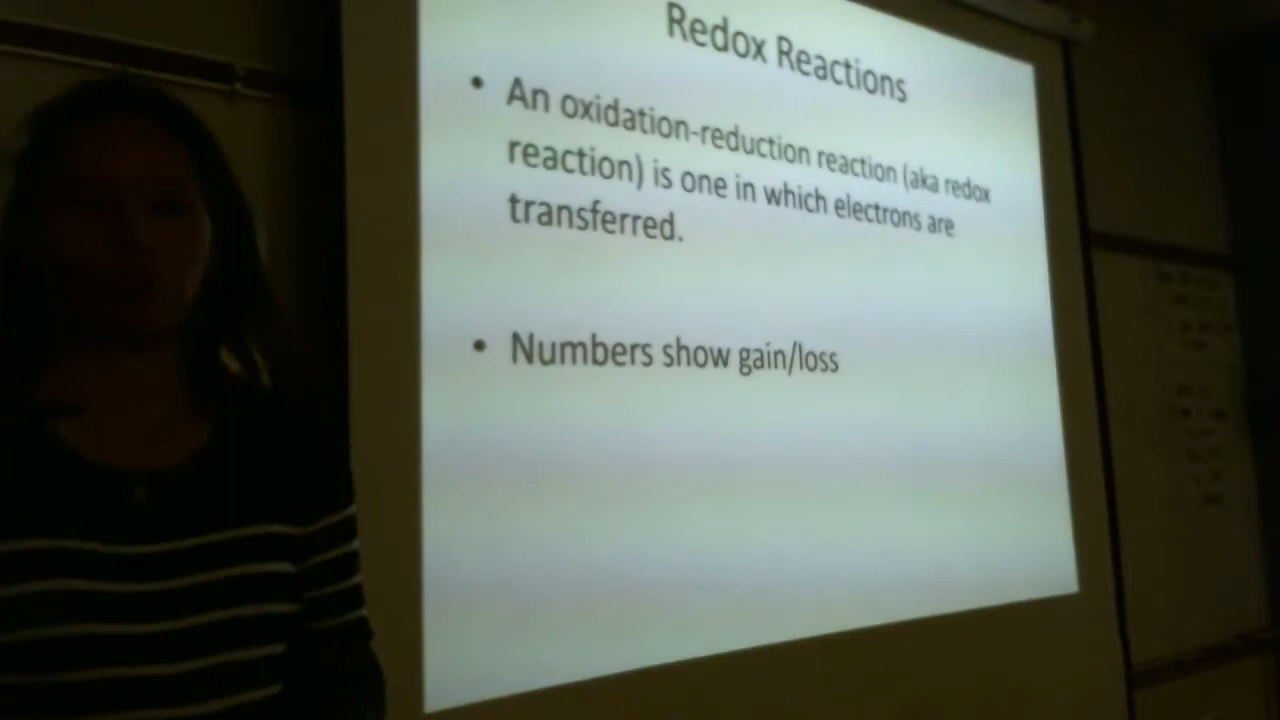 Redox Reactions
• An oxidation-reduction reaction (aka redox
reaction) is one in which electrons are
transferred.
• Numbers show gain/loss